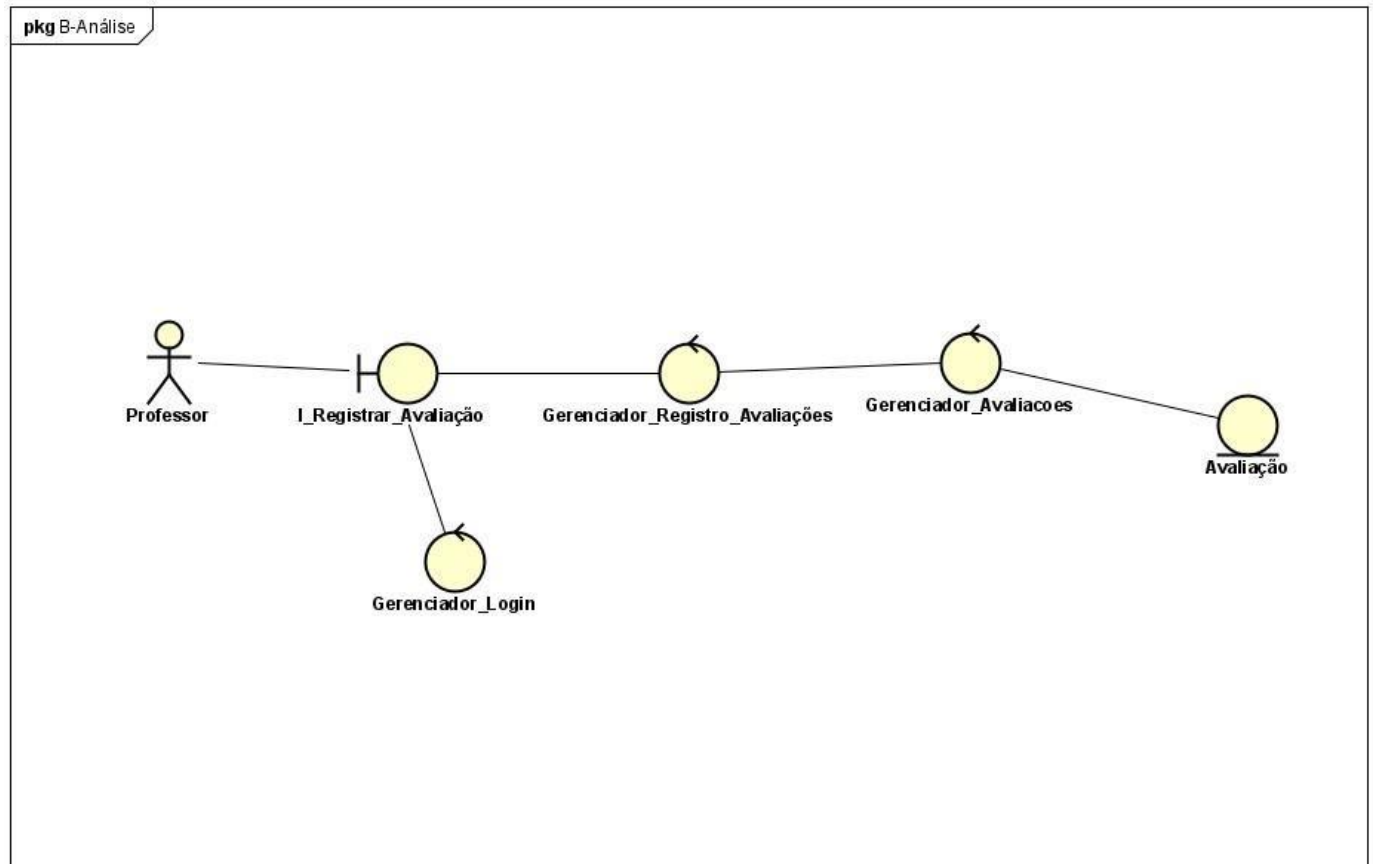 pkg B-Análise
Professor
I_Registrar_Avaliação
Gerenciador_Registro_Avaliações
Gerenciador_Avaliacoes
Avaliação
Gerenciador_Login